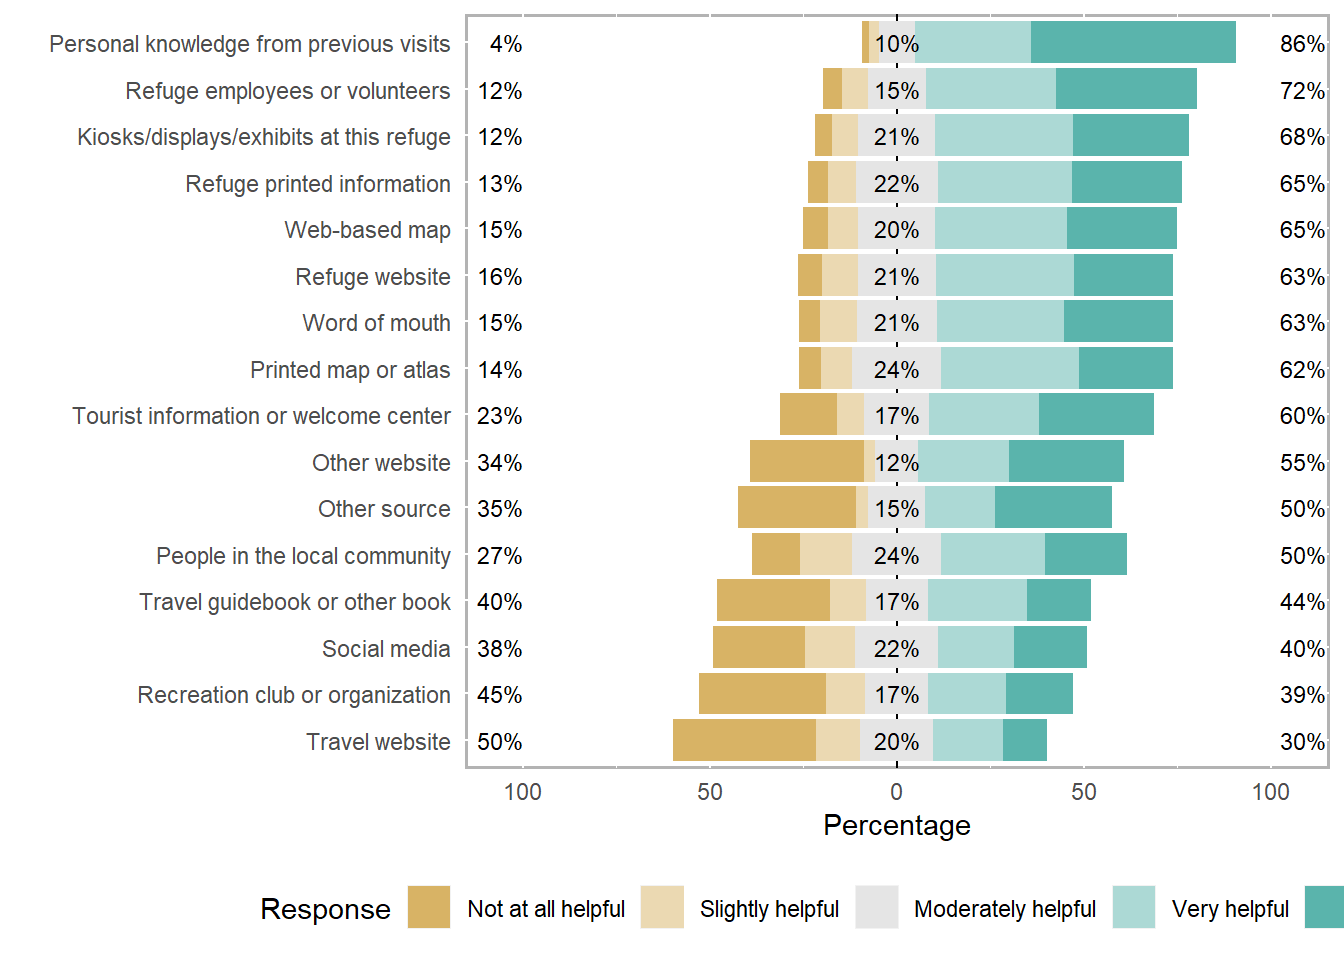 Personal knowledge from previous visits 4% 10% 86%
Refuge employees or volunteers 12% 15% 72%
Kiosks/displays/exhibits at this refuge 12% 21% 68%
Refuge printed information 13% 22% 65%
Web-based map 15% 20% 65%
Refuge website 16% 21% 63%
Word of mouth 15% 21% 63%
Printed map or atlas 14% 24% 62%
Tourist information or welcome center 23% 17% 60%
Other website 34% 12% 55%
Other source 35% 15% 50%
People in the local community 27% 24% 50%
Travel guidebook or other book 40% 17% 44%
Social media 38% 22% 40%
Recreation club or organization 45% 17% 39%
Travel website 50% 20% 30%
100 50 0 50 100
Percentage
Response Not at all helpful Slightly helpful Moderately helpful Very helpful